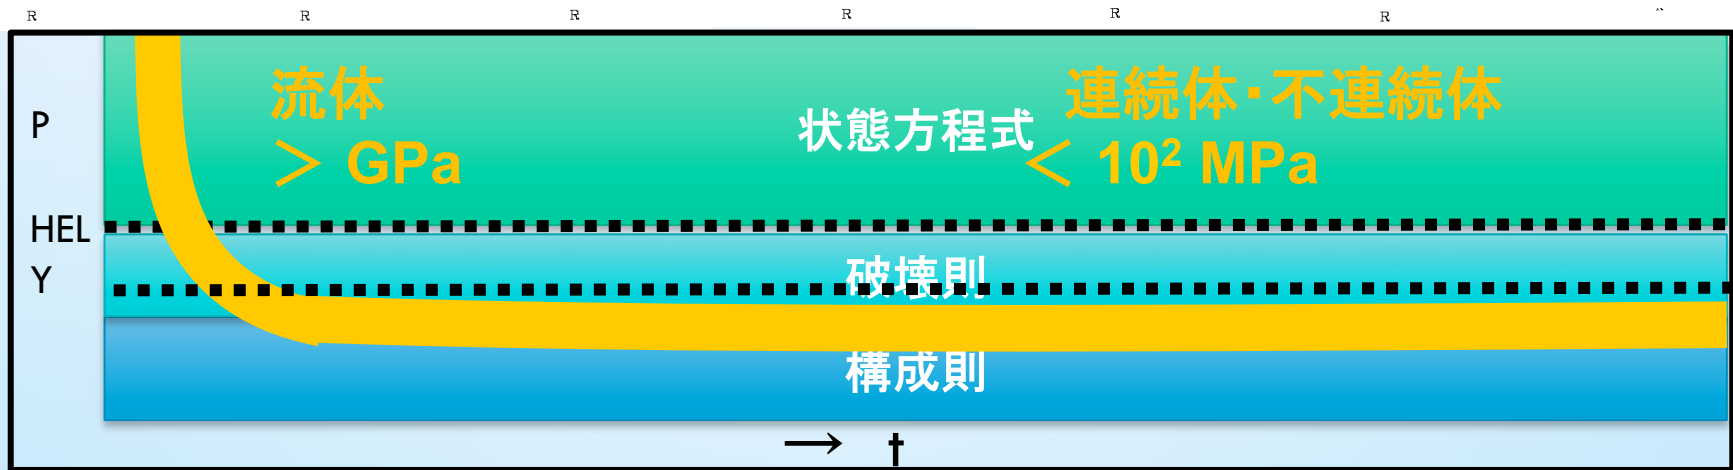 R R R R R R
流体
連続体・不連続体
P
状態方程式
＞ GPa
＜ 10² MPa
HEL
Y
破壊則
構成則
→ t